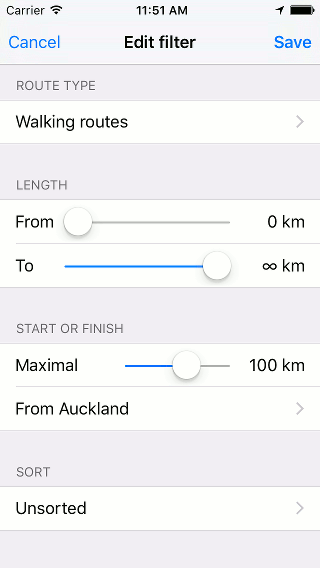 Carrier 11:51 AM
Cancel Edit filter Save
ROUTE TYPE
Walking routes
LENGTH
From 0 km
To ∞ km
START OR FINISH
Maximal 100 km
From Auckland
SORT
Unsorted